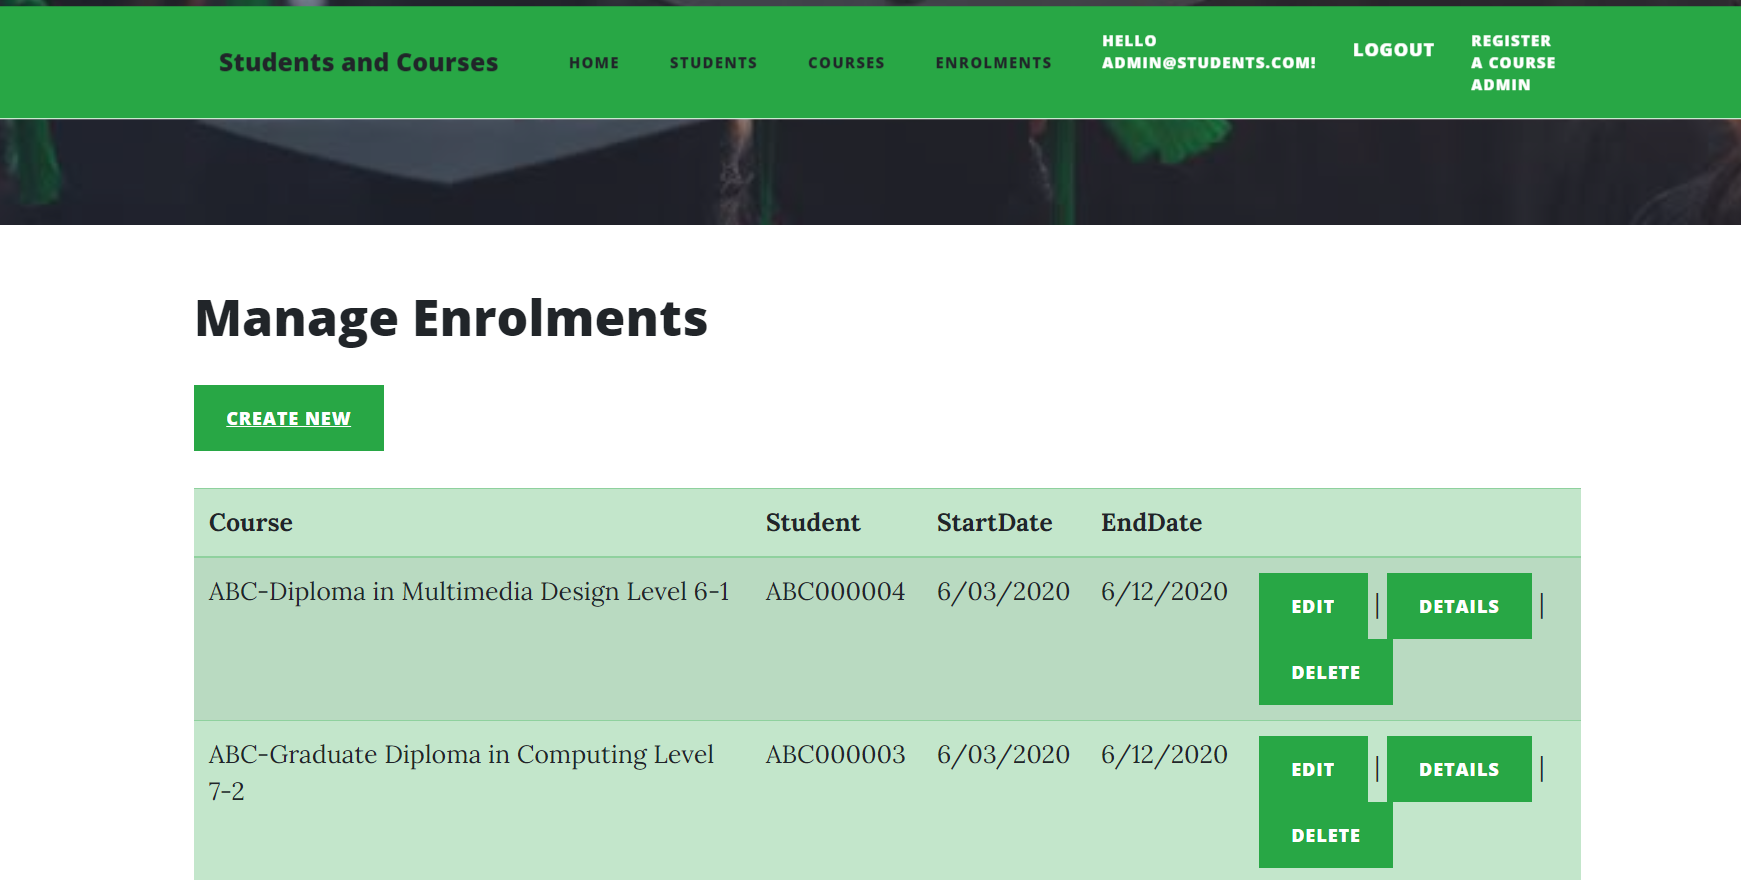 Students and Courses
HOME
STUDENTS
COURSES
ENROLMENTS
HELLO
ADMIN@STUDENTS.COM!
LOGOUT
REGISTER
A COURSE
ADMIN
Manage Enrolments
CREATE NEW
Course Student StartDate EndDate
ABC-Diploma in Multimedia Design Level 6-1 ABC000004 6/03/2020 6/12/2020 EDIT | DETAILS |
DELETE
ABC-Graduate Diploma in Computing Level ABC000003 6/03/2020 6/12/2020 EDIT | DETAILS |
7-2
DELETE